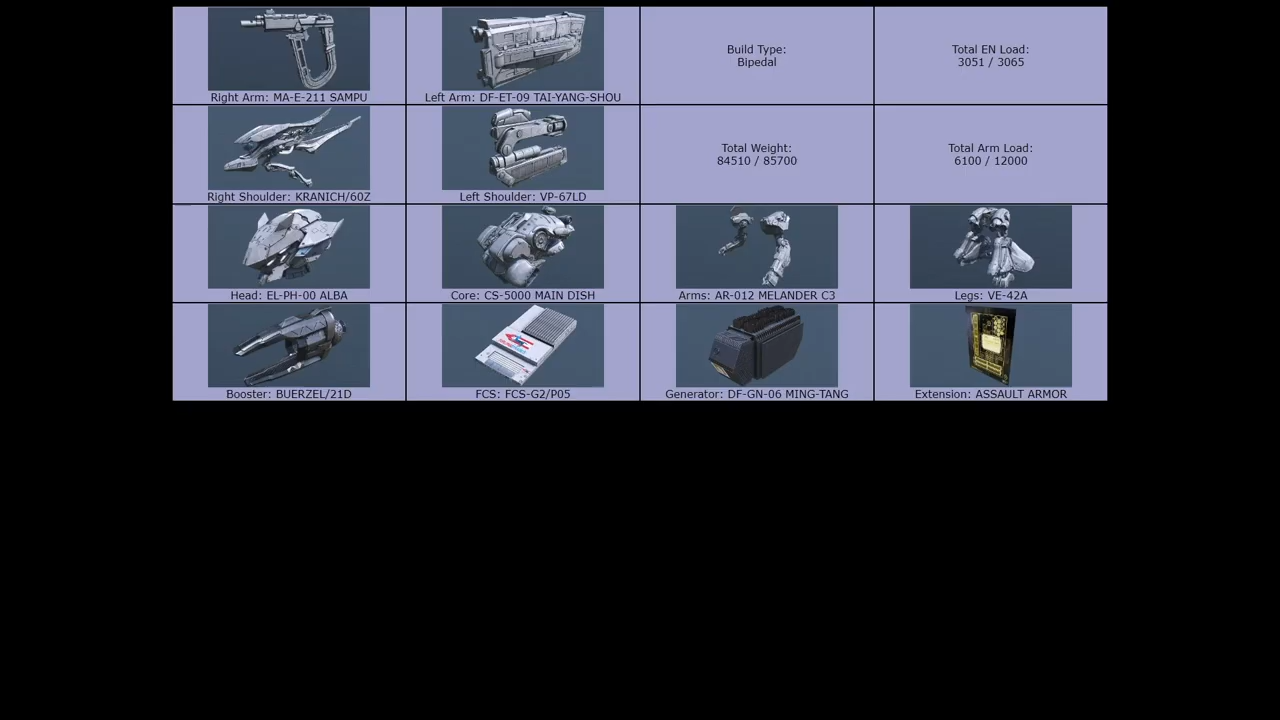 Build Type:
Bipedal
Total EN Load:
3051 / 3065
Right Arm: MA-E-211 SAMPU
Left Arm: DF-ET-09 TAI-YANG-SHOU
Total Weight:
84510 / 85700
Total Arm Load:
6100 / 12000
Right Shoulder: KRANICH/60Z
Left Shoulder: VP-67LD
Head: EL-PH-00 ALBA
Core: CS-5000 MAIN DISH
Arms: AR-012 MELANDER C3
Legs: VE-42A
Booster: BUERZEL/21D
FCS: FCS-G2/P05
Generator: DF-GN-06 MING-TANG
Extension: ASSAULT ARMOR